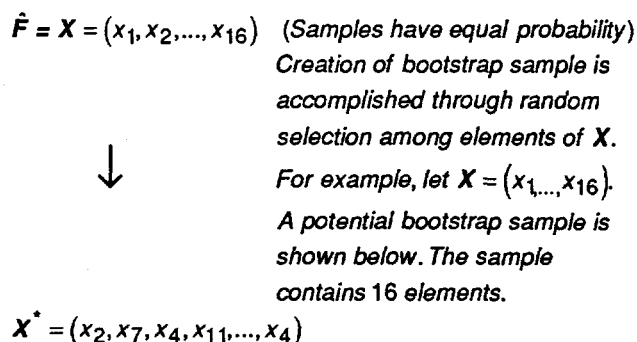 F̂ = X = (x₁, x₂,..., x₁₆) (Samples have equal probability)
Creation of bootstrap sample is
accomplished through random
selection among elements of X.
↓
For example, let X = (x₁,..., x₁₆).
A potential bootstrap sample is
shown below. The sample
contains 16 elements.
X* = (x₂, x₇, x₄, x₁₁,..., x₄)